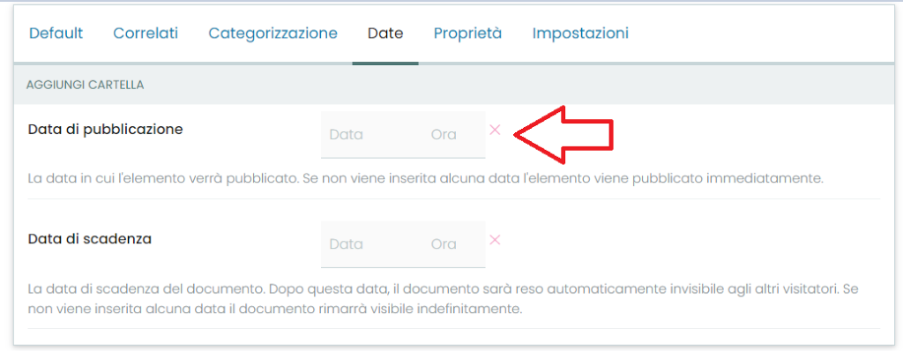 Default Correlati Categorizzazione Date Proprietà Impostazioni
AGGIUNGI CARTELLA
Data di pubblicazione Data Ora ×
La data in cui l'elemento verrà pubblicato. Se non viene inserita alcuna data l'elemento viene pubblicato immediatamente.
Data di scadenza Data Ora ×
La data di scadenza del documento. Dopo questa data, il documento sarà reso automaticamente invisibile agli altri visitatori. Se
non viene inserita alcuna data il documento rimarrà visibile indefinitamente.